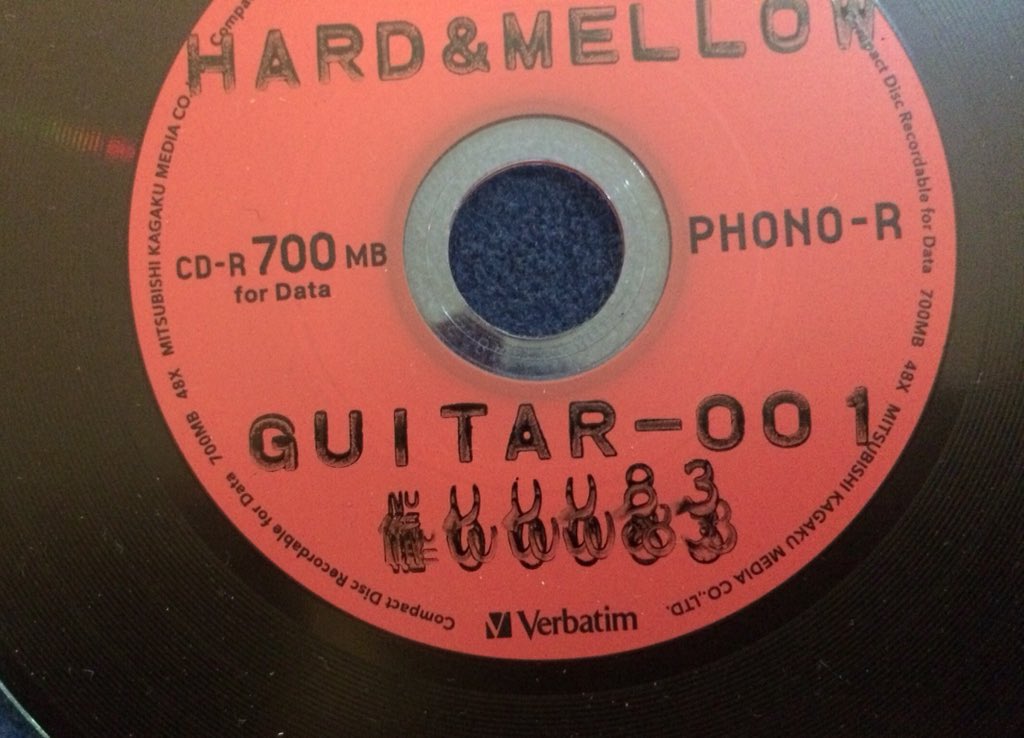 HARD&MELLOW
CD-R 700 MB
for Data
PHONO-R
GUITAR-001
Verbatim
Compact Disc Recordable for Data 700MB 48X MITSUBISHI KAGAKU MEDIA CO.
Compact Disc Recordable for Data 700MB 48X MITSUBISHI KAGAKU MEDIA CO.,LTD.